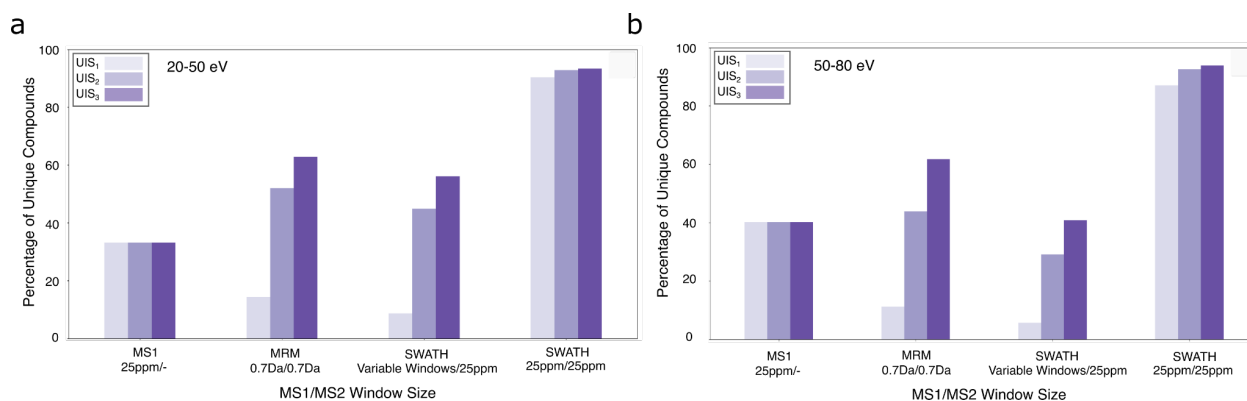 a
100
80
60
40
20
0
Percentage of Unique Compounds
UIS₁
UIS₂
UIS₃
20-50 eV
MS1
25ppm/-
MRM
0.7Da/0.7Da
SWATH
Variable Windows/25ppm
SWATH
25ppm/25ppm
MS1/MS2 Window Size
b
100
80
60
40
20
0
Percentage of Unique Compounds
UIS₁
UIS₂
UIS₃
50-80 eV
MS1
25ppm/-
MRM
0.7Da/0.7Da
SWATH
Variable Windows/25ppm
SWATH
25ppm/25ppm
MS1/MS2 Window Size